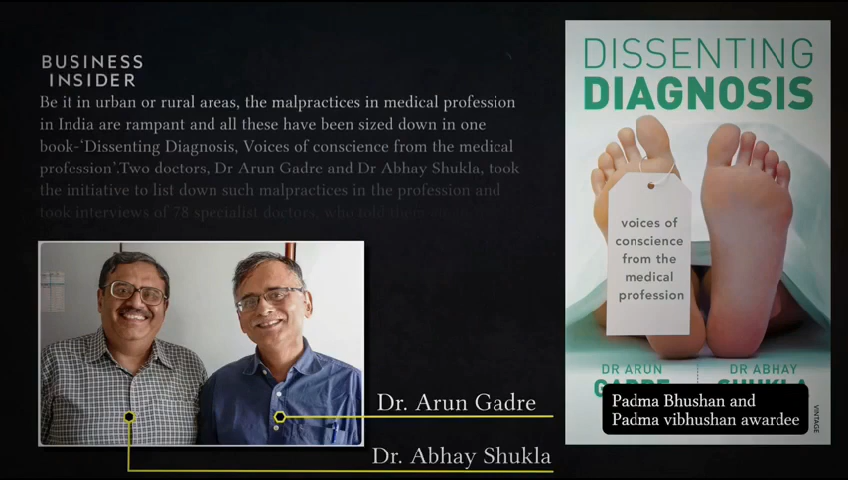 BUSINESS
INSIDER
Be it in urban or rural areas, the malpractices in medical profession
in India are rampant and all these have been sized down in one
book-'Dissenting Diagnosis, Voices of conscience from the medical
profession'.Two doctors, Dr Arun Gadre and Dr Abhay Shukla, took
the initiative to list down such malpractices in the profession and
took interviews of 78 specialist doctors, who told
Dr. Arun Gadre
Dr. Abhay Shukla
DISSENTING
DIAGNOSIS
voices of
conscience
from the
medical
profession
DR ARUN
GADRE
DR ABHAY
SHUKLA
Padma Bhushan and
Padma vibhushan awardee
VINTAGE